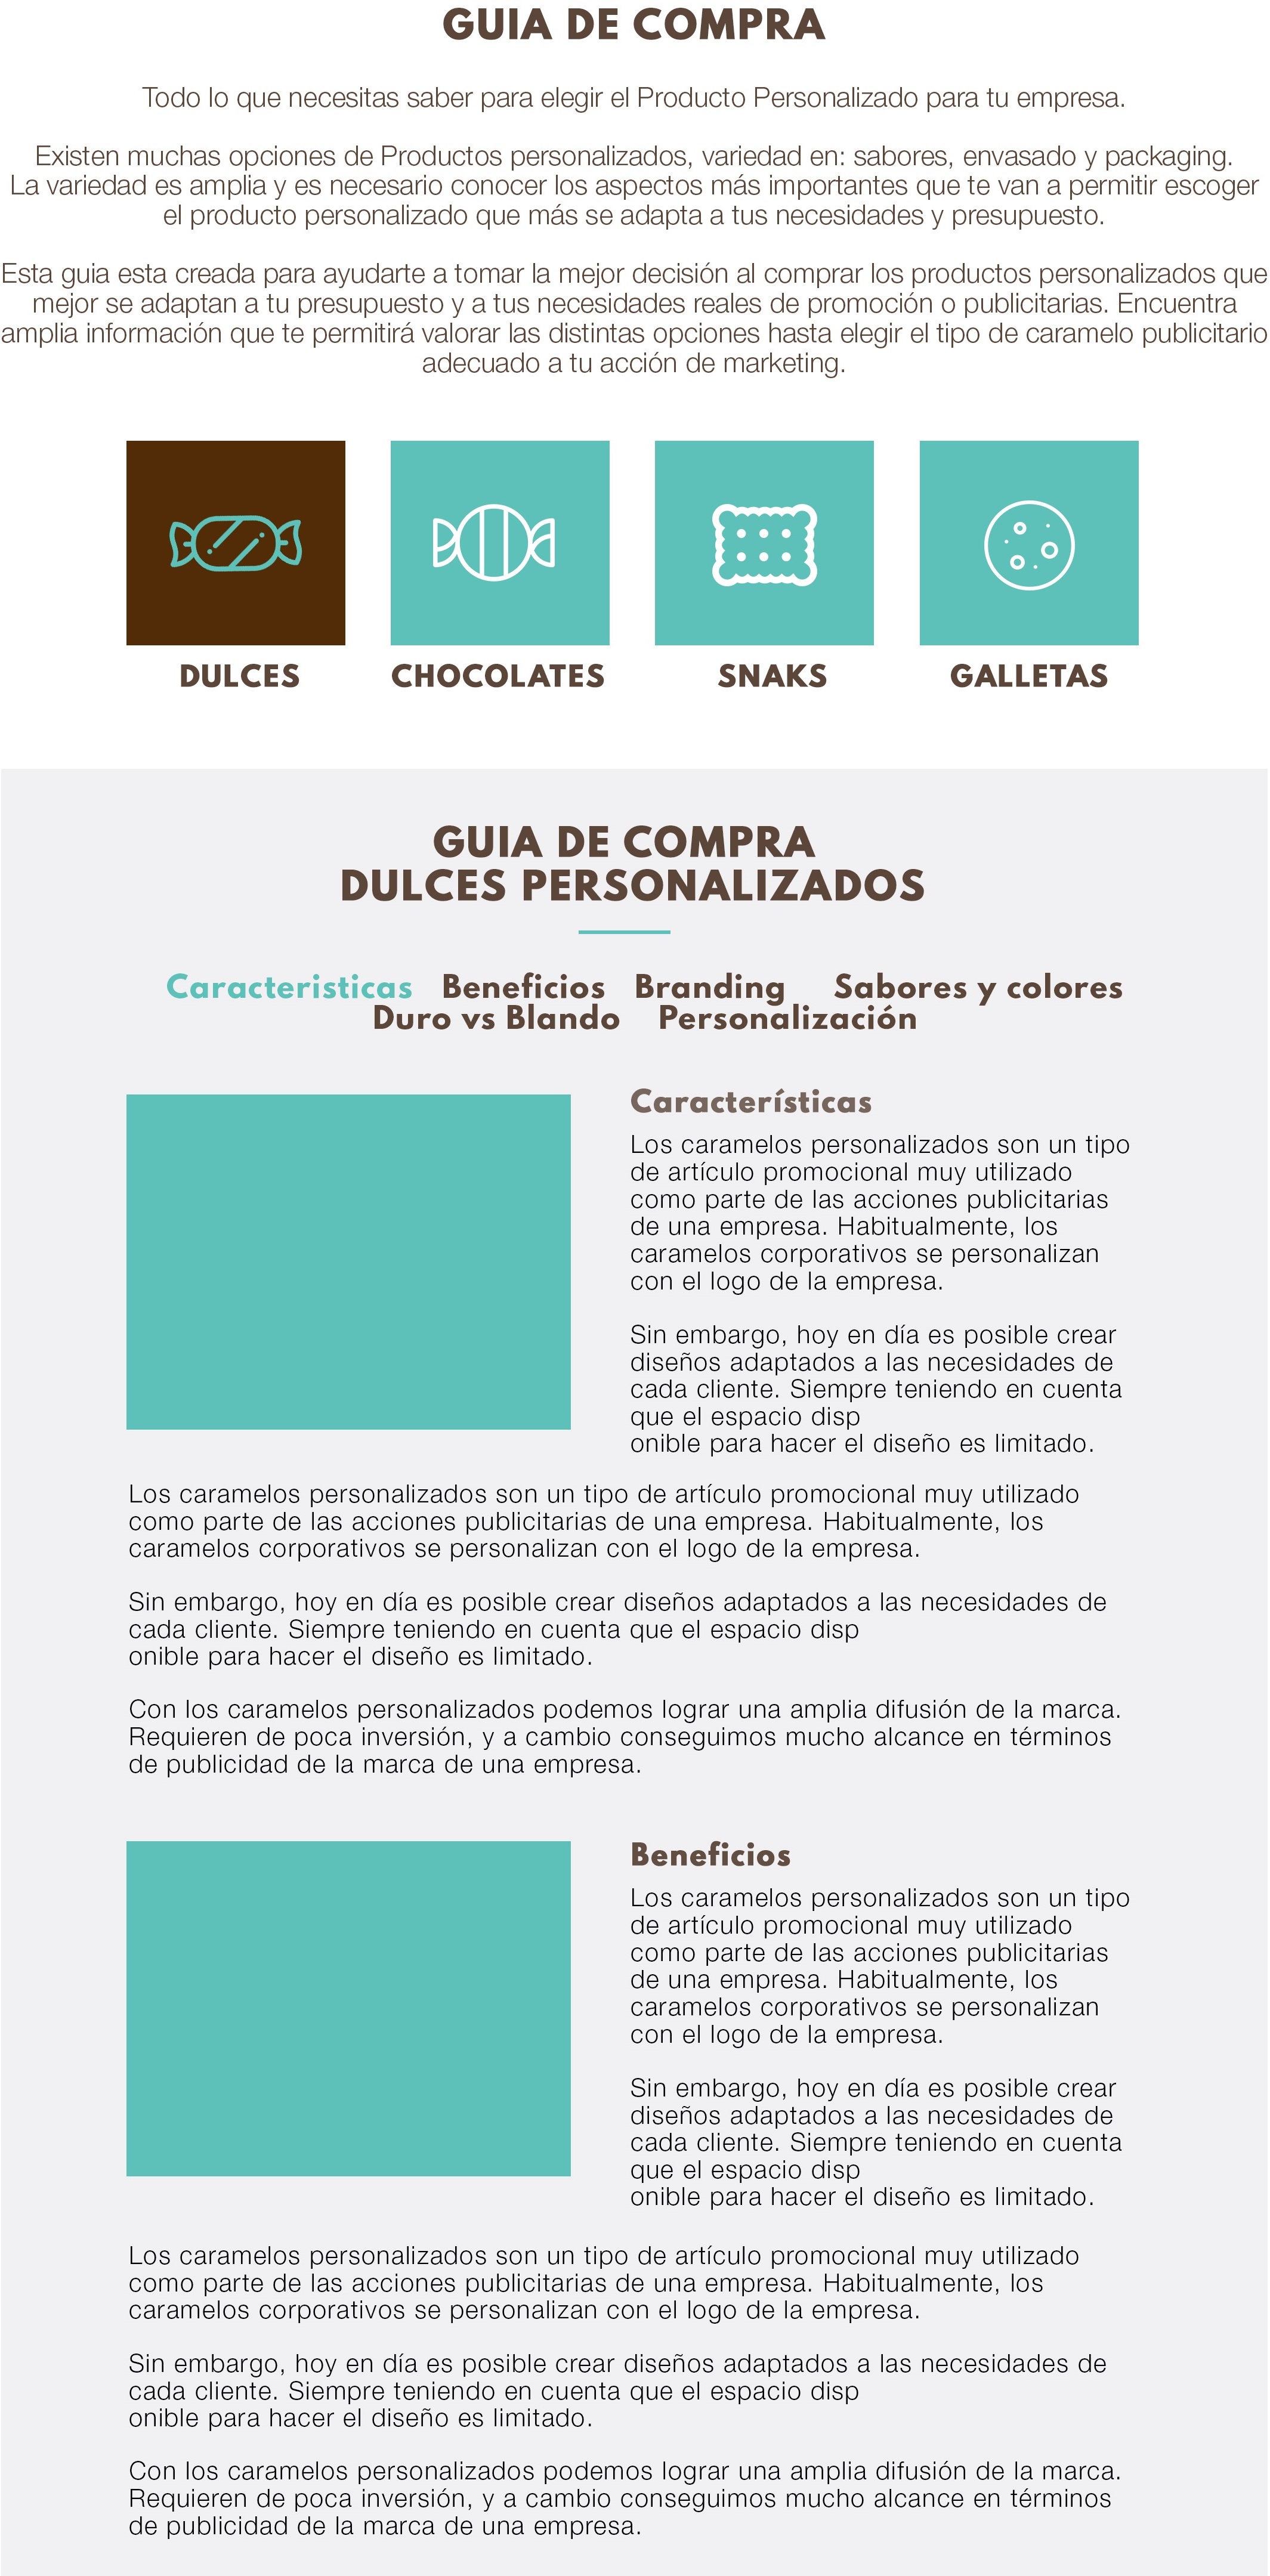 GUIA DE COMPRA
Todo lo que necesitas saber para elegir el Producto Personalizado para tu empresa.
Existen muchas opciones de Productos personalizados, variedad en: sabores, envasado y packaging.
La variedad es amplia y es necesario conocer los aspectos más importantes que te van a permitir escoger
el producto personalizado que más se adapta a tus necesidades y presupuesto.
Esta guia esta creada para ayudarte a tomar la mejor decisión al comprar los productos personalizados que
mejor se adaptan a tu presupuesto y a tus necesidades reales de promoción o publicitarias. Encuentra
amplia información que te permitirá valorar las distintas opciones hasta elegir el tipo de caramelo publicitario
adecuado a tu acción de marketing.
DULCES CHOCOLATES SNAKS GALLETAS
GUIA DE COMPRA
DULCES PERSONALIZADOS
Caracteristicas Beneficios Branding Sabores y colores
Duro vs Blando Personalización
Características
Los caramelos personalizados son un tipo
de artículo promocional muy utilizado
como parte de las acciones publicitarias
de una empresa. Habitualmente, los
caramelos corporativos se personalizan
con el logo de la empresa.
Sin embargo, hoy en día es posible crear
diseños adaptados a las necesidades de
cada cliente. Siempre teniendo en cuenta
que el espacio disp
onible para hacer el diseño es limitado.
Los caramelos personalizados son un tipo de artículo promocional muy utilizado
como parte de las acciones publicitarias de una empresa. Habitualmente, los
caramelos corporativos se personalizan con el logo de la empresa.
Sin embargo, hoy en día es posible crear diseños adaptados a las necesidades de
cada cliente. Siempre teniendo en cuenta que el espacio disp
onible para hacer el diseño es limitado.
Con los caramelos personalizados podemos lograr una amplia difusión de la marca.
Requieren de poca inversión, y a cambio conseguimos mucho alcance en términos
de publicidad de la marca de una empresa.
Beneficios
Los caramelos personalizados son un tipo
de artículo promocional muy utilizado
como parte de las acciones publicitarias
de una empresa. Habitualmente, los
caramelos corporativos se personalizan
con el logo de la empresa.
Sin embargo, hoy en día es posible crear
diseños adaptados a las necesidades de
cada cliente. Siempre teniendo en cuenta
que el espacio disp
onible para hacer el diseño es limitado.
Los caramelos personalizados son un tipo de artículo promocional muy utilizado
como parte de las acciones publicitarias de una empresa. Habitualmente, los
caramelos corporativos se personalizan con el logo de la empresa.
Sin embargo, hoy en día es posible crear diseños adaptados a las necesidades de
cada cliente. Siempre teniendo en cuenta que el espacio disp
onible para hacer el diseño es limitado.
Con los caramelos personalizados podemos lograr una amplia difusión de la marca.
Requieren de poca inversión, y a cambio conseguimos mucho alcance en términos
de publicidad de la marca de una empresa.